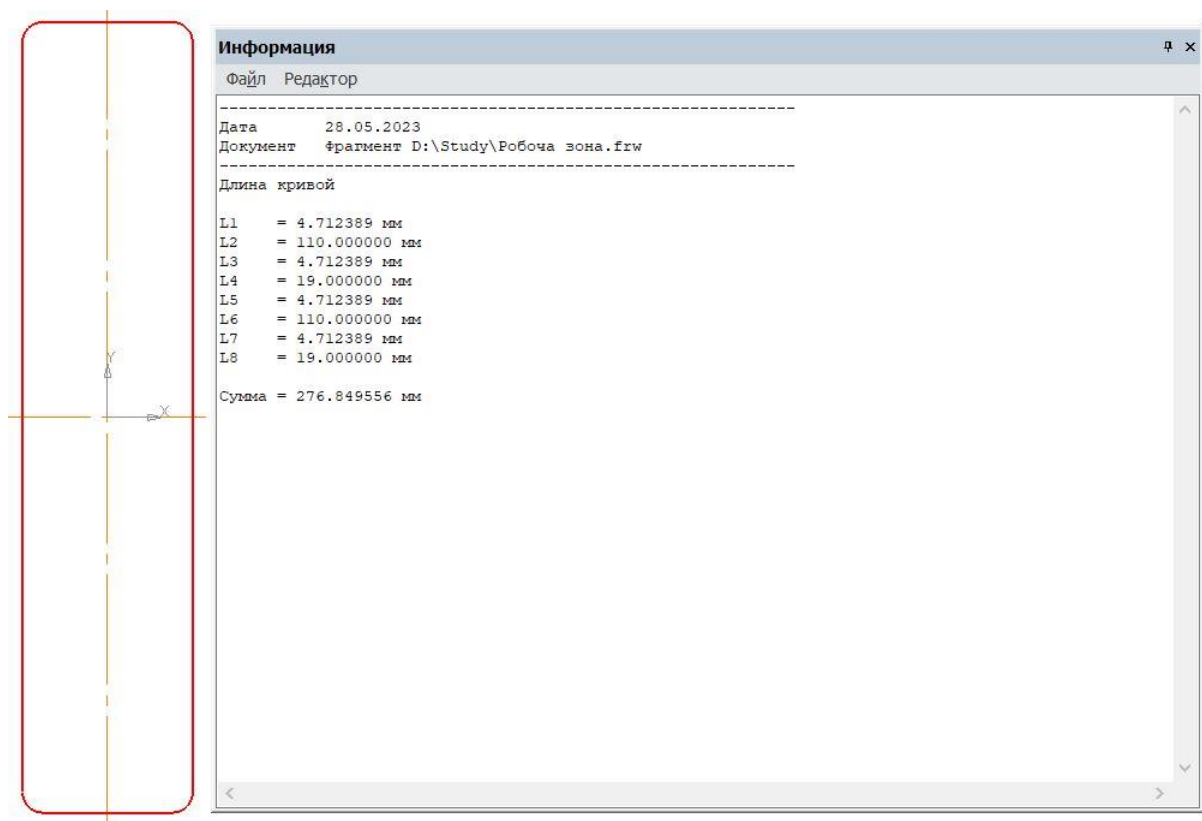 Информация
Файл Редактор
------------------------------------------------------------
Дата 28.05.2023
Документ Фрагмент D:\Study\Робоча зона.frw
------------------------------------------------------------
Длина кривой
L1 = 4.712389 мм
L2 = 110.000000 мм
L3 = 4.712389 мм
L4 = 19.000000 мм
L5 = 4.712389 мм
L6 = 110.000000 мм
L7 = 4.712389 мм
L8 = 19.000000 мм
Сумма = 276.849556 мм
Y
X